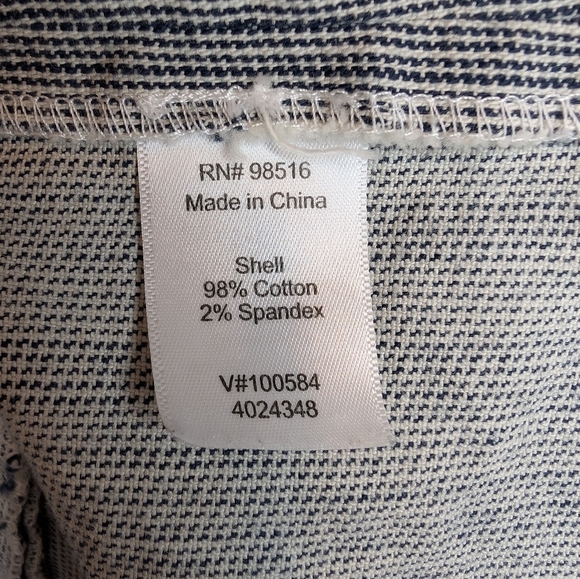 RN# 98516
Made in China
Shell
98% Cotton
2% Spandex
V#100584
4024348